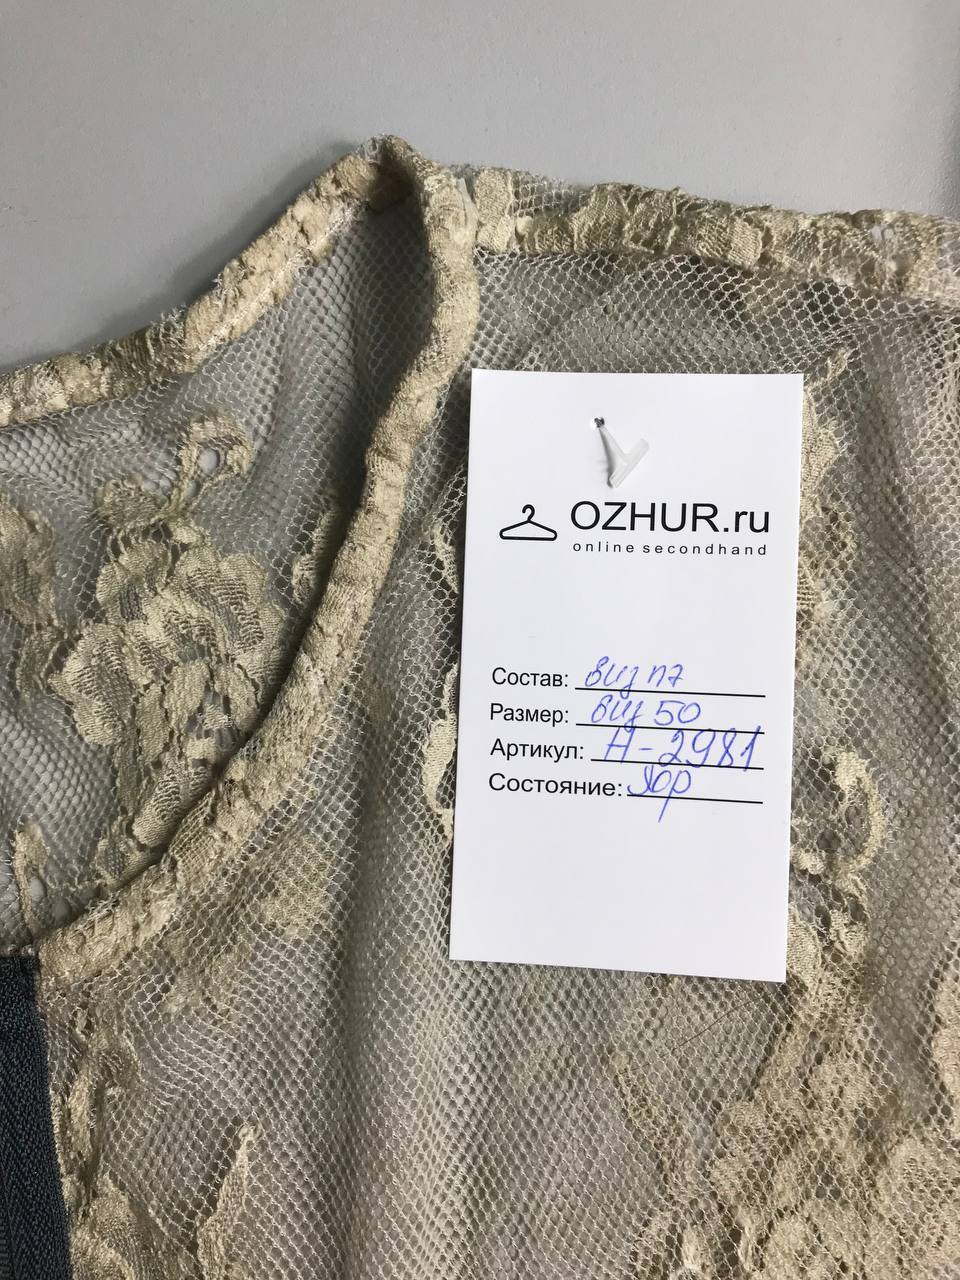 OZHUR.ru
online secondhand
Состав: виз п7
Размер: виз 50
Артикул: Н-2981
Состояние: хор